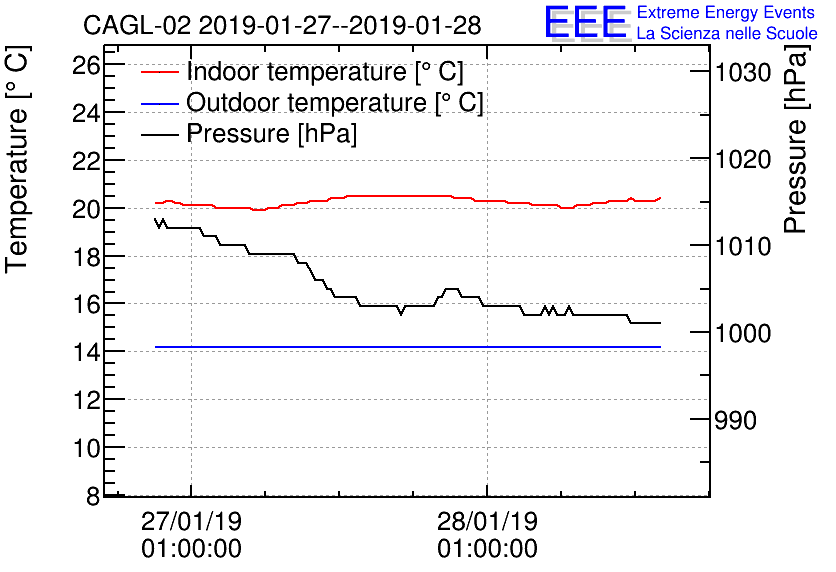 CAGL-02 2019-01-27--2019-01-28
EEE
Extreme Energy Events
La Scienza nelle Scuole
Temperature [° C]
Pressure [hPa]
Indoor temperature [° C]
Outdoor temperature [° C]
Pressure [hPa]
26
24
22
20
18
16
14
12
10
8
1030
1020
1010
1000
990
27/01/19
01:00:00
28/01/19
01:00:00